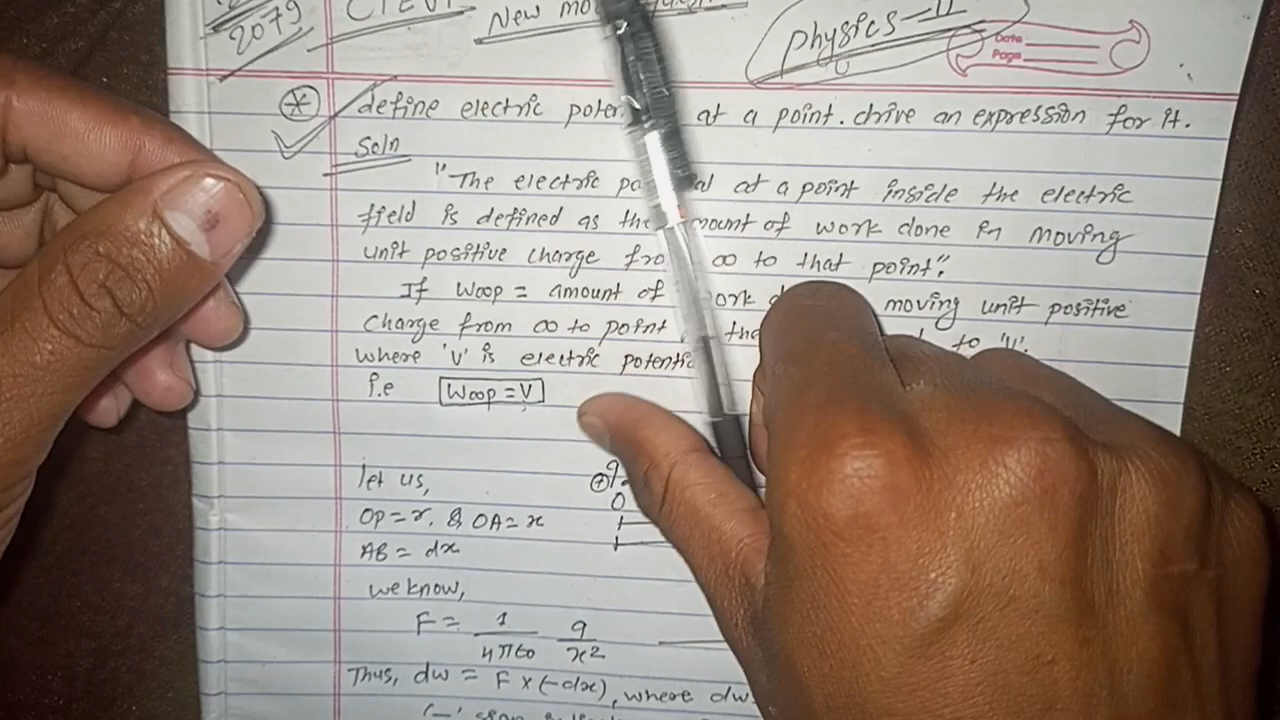 2079
New mo
physics-II
Date
Page
* define electric poten at a point. drive an expression for it.
Soln
"The electric po al at a point inside the electric
field is defined as the mount of work done in moving
unit positive charge fro ∞ to that point".
If W∞p = amount of ork d moving unit positive
charge from ∞ to point the to 'V'.
where 'V' is electric potentia
i.e W∞p = V
let us,
q
+
O
OP = r, & OA = x
AB = dx
we know,
F = 1/4πε0 q/x2
Thus, dw = F x (-dx), where dw
'-' sign